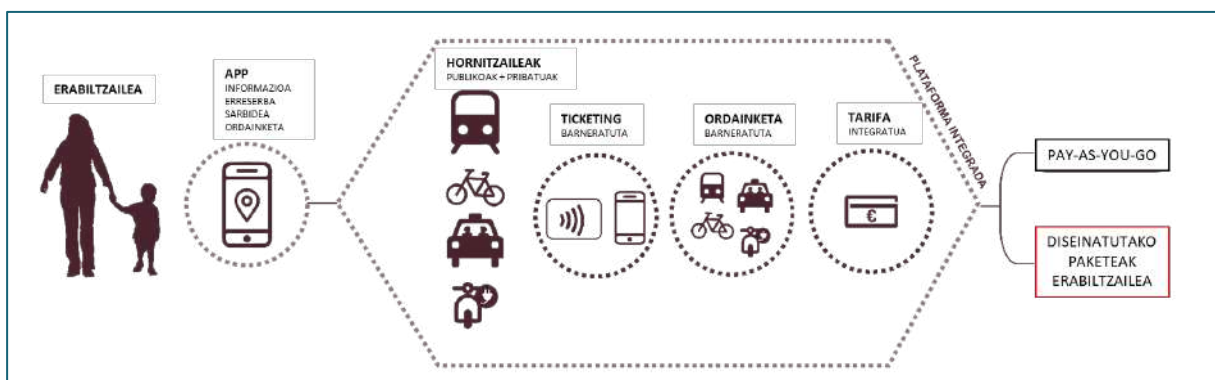 ERABILTZAILEA
APP
INFORMAZIOA
ERRESERBA
SARBIDEA
ORDAINKETA
HORNITZAILEAK
PUBLIKOAK + PRIBATUAK
TICKETING
BARNERATUTA
ORDAINKETA
BARNERATUTA
TARIFA
INTEGRATUA
€
PLATAFORMA INTEGRADA
PAY-AS-YOU-GO
DISEINATUTAKO
PAKETEAK
ERABILTZAILEA